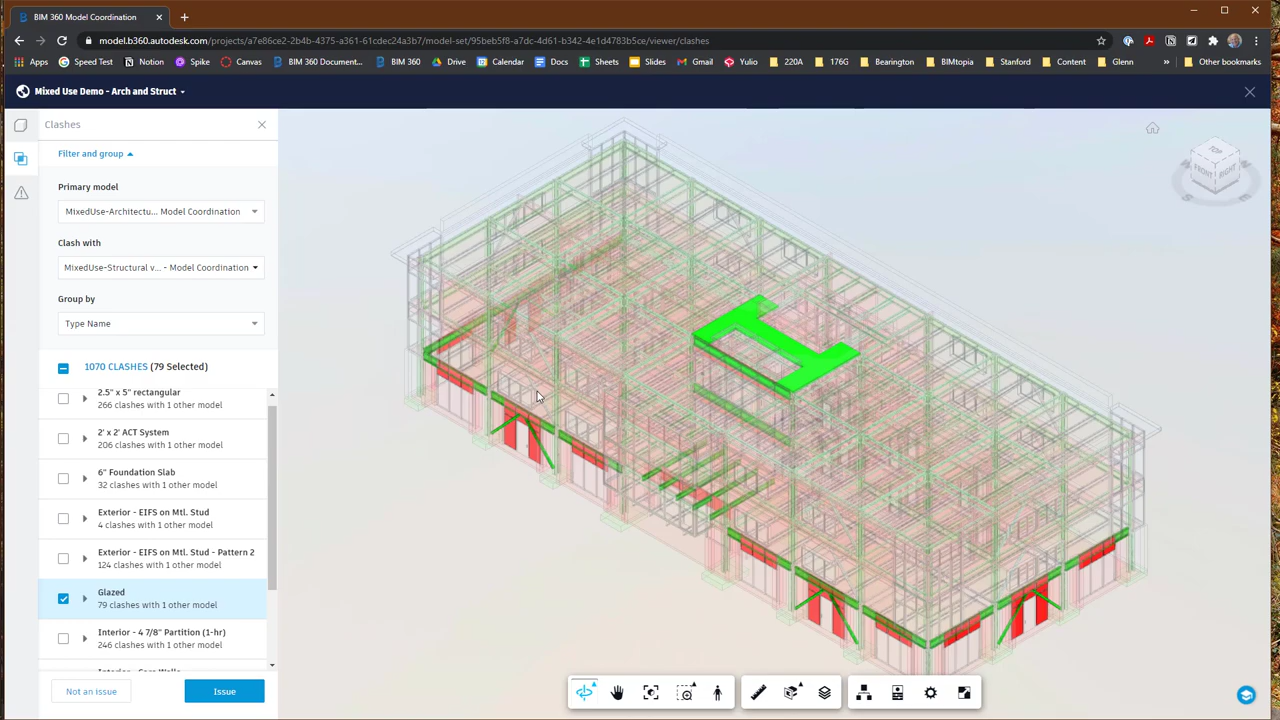 BIM 360 Model Coordination
model.b360.autodesk.com/projects/a7e86ce2-2b4b-4375-a361-61cdec24a3b7/model-set/95beb5f8-a7dc-4d61-b342-4e1d4783b5ce/viewer/clashes
Apps Speed Test Notion Spike Canvas BIM 360 Document... BIM 360 Drive Calendar Docs Sheets Slides Gmail Yulio 220A 176G Bearington BIMtopia Content Stanford Glenn » Other bookmarks
Mixed Use Demo - Arch and Struct
Clashes
Filter and group
Primary model
MixedUse-Architectu... Model Coordination
Clash with
MixedUse-Structural v... - Model Coordination
Group by
Type Name
1070 CLASHES (79 Selected)
2.5" x 5" rectangular
266 clashes with 1 other model
2' x 2' ACT System
206 clashes with 1 other model
6" Foundation Slab
32 clashes with 1 other model
Exterior - EIFS on Mtl. Stud
4 clashes with 1 other model
Exterior - EIFS on Mtl. Stud - Pattern 2
124 clashes with 1 other model
Glazed
79 clashes with 1 other model
Interior - 4 7/8" Partition (1-hr)
246 clashes with 1 other model
Not an issue
Issue
TOP
FRONT
RIGHT